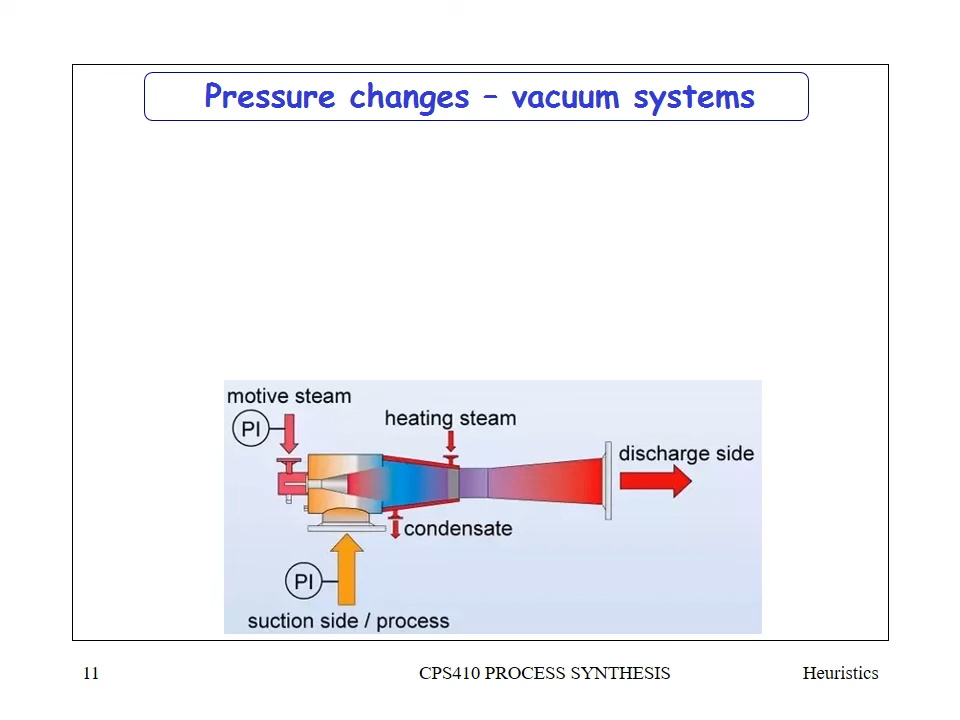 Pressure changes – vacuum systems
motive steam
PI
heating steam
discharge side
condensate
PI
suction side / process
11 CPS410 PROCESS SYNTHESIS Heuristics